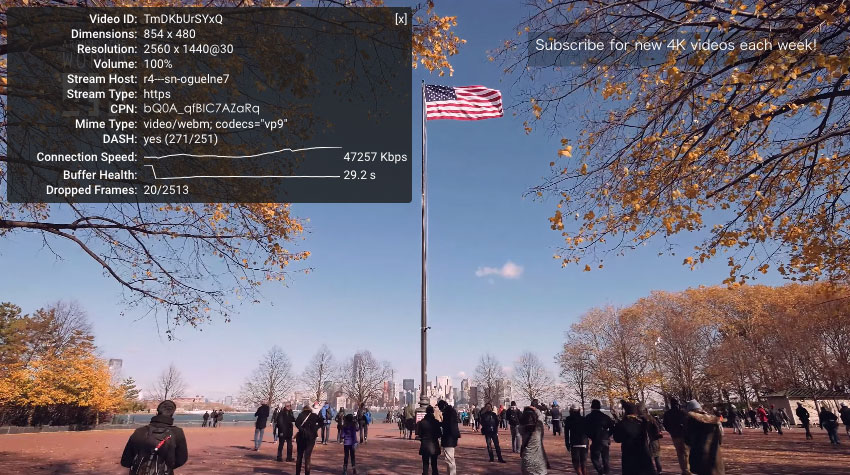 Video ID: TmDKbUrSYxQ
[x]
Dimensions: 854 x 480
Resolution: 2560 x 1440@30
Volume: 100%
Stream Host: r4---sn-oguelne7
Stream Type: https
CPN: bQ0A_qfBIC7AZaRq
Mime Type: video/webm; codecs="vp9"
DASH: yes (271/251)
Connection Speed: 47257 Kbps
Buffer Health: 29.2 s
Dropped Frames: 20/2513
Subscribe for new 4K videos each week!